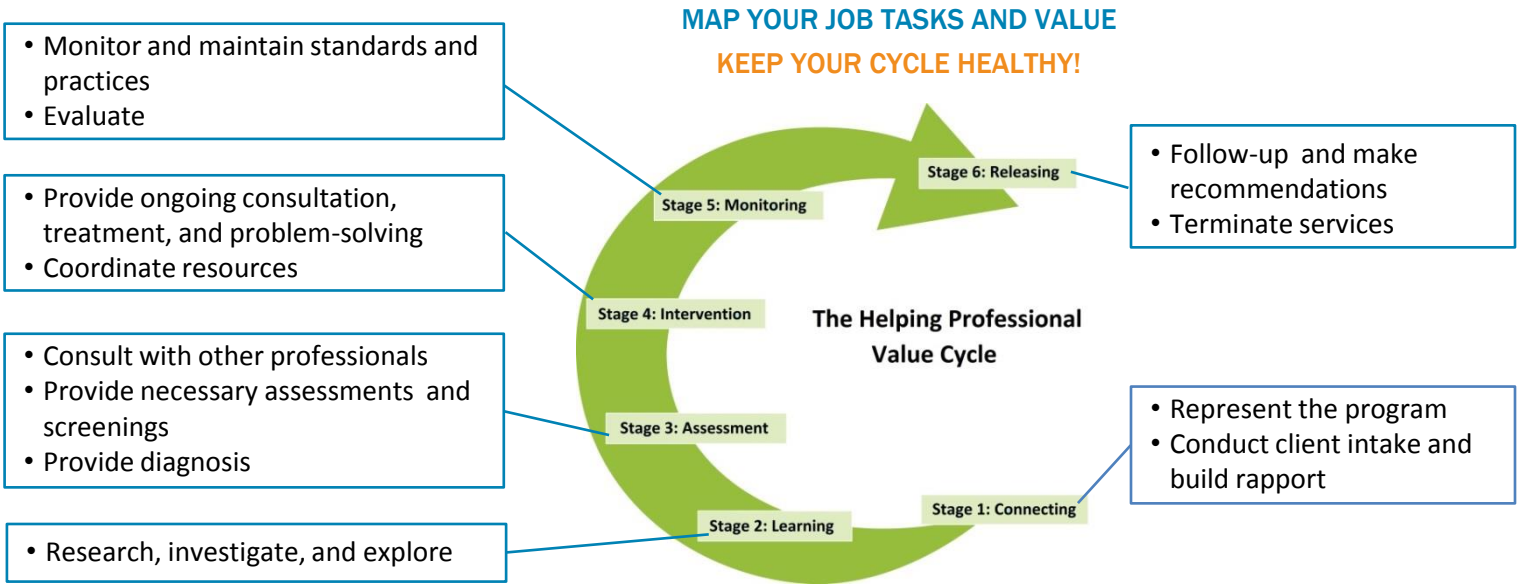 MAP YOUR JOB TASKS AND VALUE
KEEP YOUR CYCLE HEALTHY!
• Monitor and maintain standards and
practices
• Evaluate
• Provide ongoing consultation,
treatment, and problem-solving
• Coordinate resources
• Consult with other professionals
• Provide necessary assessments and
screenings
• Provide diagnosis
• Research, investigate, and explore
Stage 6: Releasing
Stage 5: Monitoring
Stage 4: Intervention
The Helping Professional
Value Cycle
Stage 3: Assessment
Stage 2: Learning
Stage 1: Connecting
• Follow-up and make
recommendations
• Terminate services
• Represent the program
• Conduct client intake and
build rapport